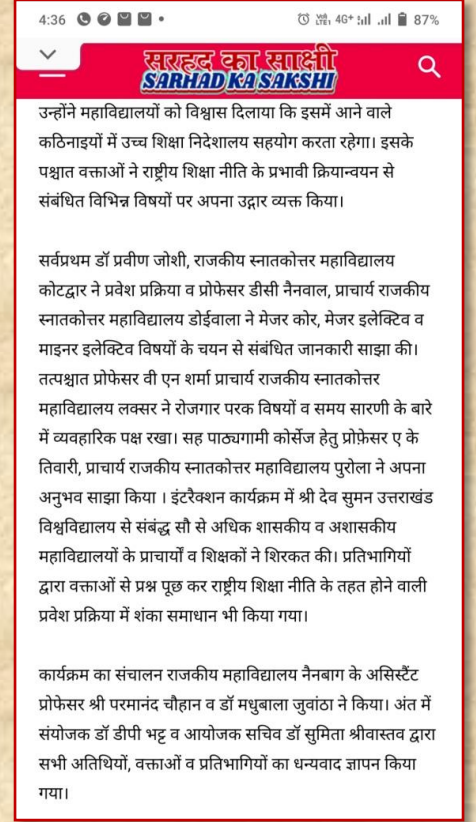 4:36
4G+ 87%
सरहद का साक्षी
SARHAD KA SAKSHI
उन्होंने महाविद्यालयों को विश्वास दिलाया कि इसमें आने वाले
कठिनाइयों में उच्च शिक्षा निदेशालय सहयोग करता रहेगा। इसके
पश्चात वक्ताओं ने राष्ट्रीय शिक्षा नीति के प्रभावी क्रियान्वयन से
संबंधित विभिन्न विषयों पर अपना उद्गार व्यक्त किया।
सर्वप्रथम डॉ प्रवीण जोशी, राजकीय स्नातकोत्तर महाविद्यालय
कोटद्वार ने प्रवेश प्रक्रिया व प्रोफेसर डीसी नैनवाल, प्राचार्य राजकीय
स्नातकोत्तर महाविद्यालय डोईवाला ने मेजर कोर, मेजर इलेक्टिव व
माइनर इलेक्टिव विषयों के चयन से संबंधित जानकारी साझा की।
तत्पश्चात प्रोफेसर वी एन शर्मा प्राचार्य राजकीय स्नातकोत्तर
महाविद्यालय लक्सर ने रोजगार परक विषयों व समय सारणी के बारे
में व्यवहारिक पक्ष रखा। सह पाठ्यगामी कोर्सेज हेतु प्रोफ़ेसर ए के
तिवारी, प्राचार्य राजकीय स्नातकोत्तर महाविद्यालय पुरोला ने अपना
अनुभव साझा किया । इंटरैक्शन कार्यक्रम में श्री देव सुमन उत्तराखंड
विश्वविद्यालय से संबंद्ध सौ से अधिक शासकीय व अशासकीय
महाविद्यालयों के प्राचार्यों व शिक्षकों ने शिरकत की। प्रतिभागियों
द्वारा वक्ताओं से प्रश्न पूछ कर राष्ट्रीय शिक्षा नीति के तहत होने वाली
प्रवेश प्रक्रिया में शंका समाधान भी किया गया।
कार्यक्रम का संचालन राजकीय महाविद्यालय नैनबाग के असिस्टैंट
प्रोफेसर श्री परमानंद चौहान व डॉ मधुबाला जुवांठा ने किया। अंत में
संयोजक डॉ डीपी भट्ट व आयोजक सचिव डॉ सुमिता श्रीवास्तव द्वारा
सभी अतिथियों, वक्ताओं व प्रतिभागियों का धन्यवाद ज्ञापन किया
गया।